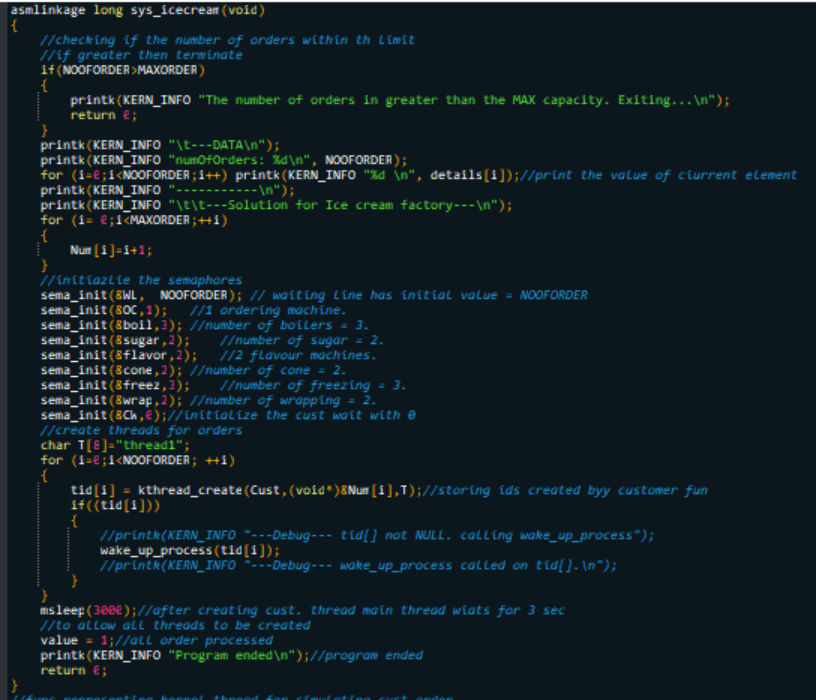 asmlinkage long sys_icecream(void)
{
//checking if the number of orders within th limit
//if greater then terminate
if(NOOFORDER>MAXORDER)
{
printk(KERN_INFO "The number of orders in greater than the MAX capacity. Exiting...\n");
return 0;
}
printk(KERN_INFO "\t---DATA\n");
printk(KERN_INFO "numOfOrders: %d\n", NOOFORDER);
for (i=0;i<NOOFORDER;i++) printk(KERN_INFO "%d \n", details[i]);//print the value of ciurrent element
printk(KERN_INFO "-----------\n");
printk(KERN_INFO "\t\t---Solution for Ice cream factory---\n");
for (i= 0;i<MAXORDER;++i)
{
Num[i]=i+1;
}
//initiazlie the semaphores
sema_init(&WL, NOOFORDER); // waiting line has initial value = NOOFORDER
sema_init(&OC,1); //1 ordering machine.
sema_init(&boil,3); //number of boilers = 3.
sema_init(&sugar,2); //number of sugar = 2.
sema_init(&flavor,2); //2 flavour machines.
sema_init(&cone,2); //number of cone = 2.
sema_init(&freez,3); //number of freezing = 3.
sema_init(&wrap,2); //number of wrapping = 2.
sema_init(&CW,0);//initialize the cust wait with 0
//create threads for orders
char T[8]="thread1";
for (i=0;i<NOOFORDER; ++i)
{
tid[i] = kthread_create(Cust,(void*)&Num[i],T);//storing ids created byy customer fun
if((tid[i]))
{
//printk(KERN_INFO "---Debug--- tid[] not NULL. calling wake_up_process");
wake_up_process(tid[i]);
//printk(KERN_INFO "---Debug--- wake_up_process called on tid[].\n");
}
}
msleep(3000);//after creating cust. thread main thread wiats for 3 sec
//to allow all threads to be created
value = 1;//all order processed
printk(KERN_INFO "Program ended\n");//program ended
return 0;
}
//func representing kernel thread for simulating cust order